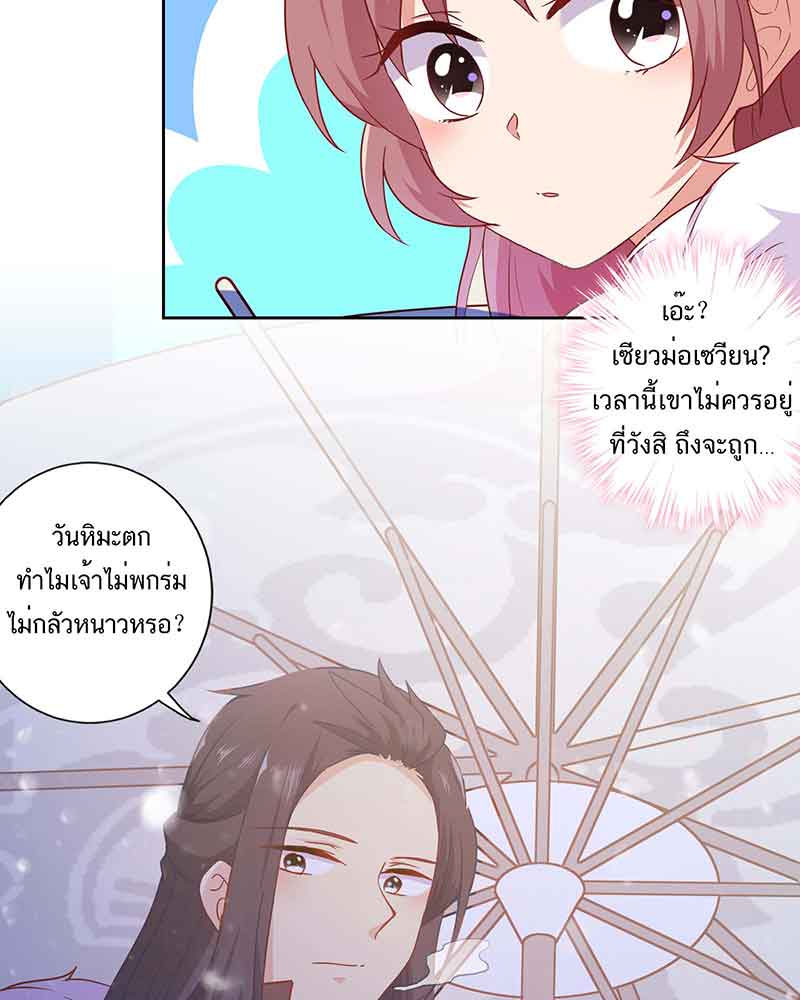 เอ๊ะ?
เซียวม่อเซวียน?
เวลานี้เขาไม่ควรอยู่
ที่วังสิ ถึงจะถูก...
วันหิมะตก
ทำไมเจ้าไม่พกร่ม
ไม่กลัวหนาวหรอ?